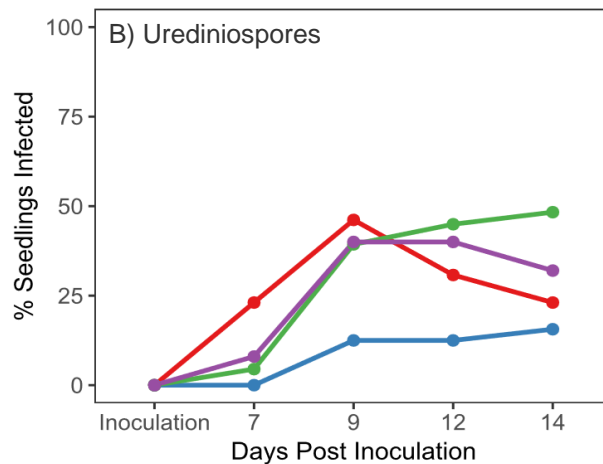 B) Urediniospores
% Seedlings Infected
100
75
50
25
0
Inoculation 7 9 12 14
Days Post Inoculation